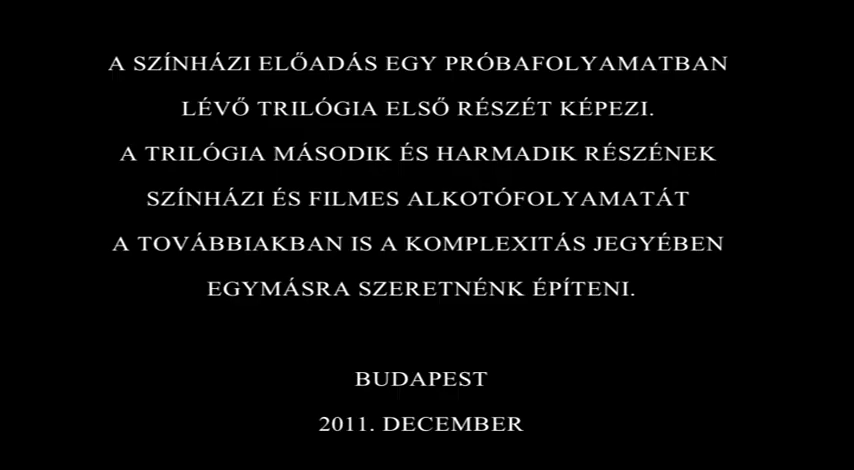 A SZÍNHÁZI ELŐADÁS EGY PRÓBAFOLYAMATBAN
LÉVŐ TRILÓGIA ELSŐ RÉSZÉT KÉPEZI.
A TRILÓGIA MÁSODIK ÉS HARMADIK RÉSZÉNEK
SZÍNHÁZI ÉS FILMES ALKOTÓFOLYAMATÁT
A TOVÁBBIAKBAN IS A KOMPLEXITÁS JEGYÉBEN
EGYMÁSRA SZERETNÉNK ÉPÍTENI.
BUDAPEST
2011. DECEMBER